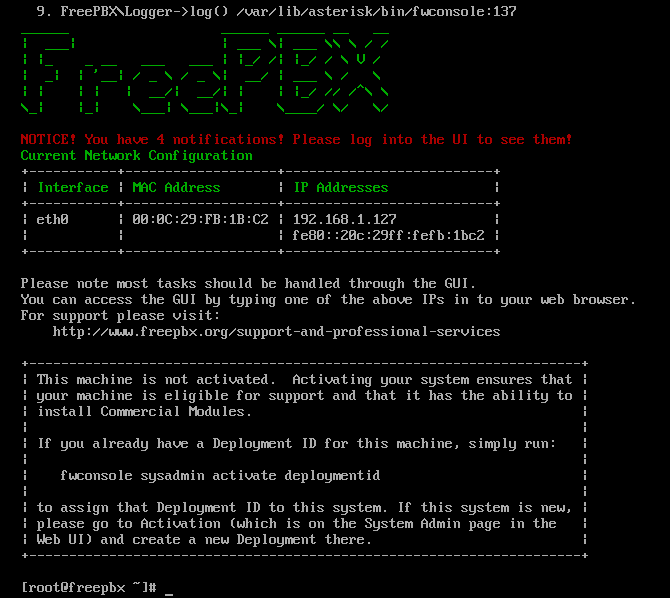 9. FreePBX\Logger->log() /var/lib/asterisk/bin/fwconsole:137
FreePBX
NOTICE! You have 4 notifications! Please log into the UI to see them!
Current Network Configuration
Interface | MAC Address | IP Addresses
eth0 | 00:0C:29:FB:1B:C2 | 192.168.1.127
fe80::20c:29ff:fefb:1bc2
Please note most tasks should be handled through the GUI.
You can access the GUI by typing one of the above IPs in to your web browser.
For support please visit:
http://www.freepbx.org/support-and-professional-services
This machine is not activated.  Activating your system ensures that
your machine is eligible for support and that it has the ability to
install Commercial Modules.
If you already have a Deployment ID for this machine, simply run:
fwconsole sysadmin activate deploymentid
to assign that Deployment ID to this system. If this system is new,
please go to Activation (which is on the System Admin page in the
Web UI) and create a new Deployment there.
[root@freepbx ~]# _